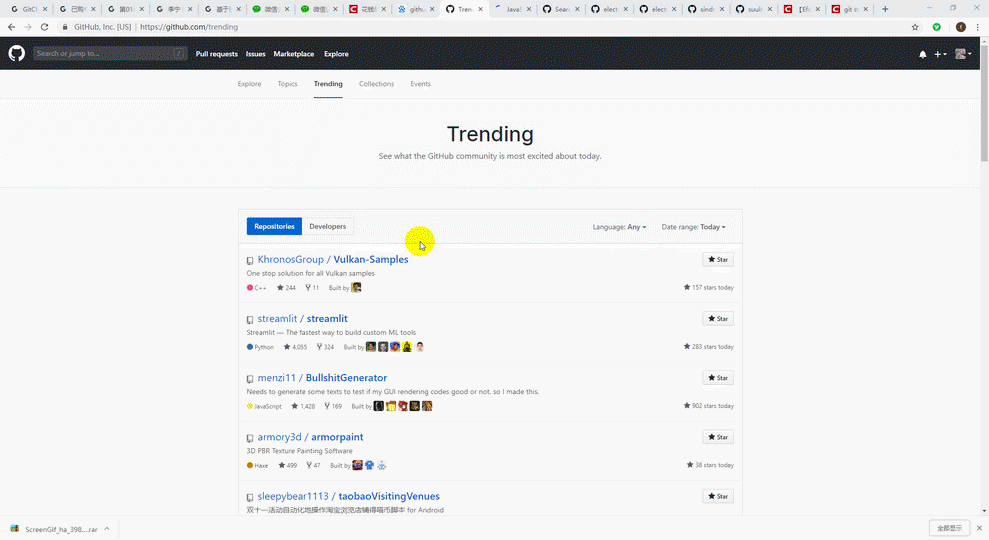 GitCl
已购
第01
李宁
基于
微信
微信
花钱
githu
Tren
JavaS
Sear
elect
elect
sindr
suuli
【Efi
git st
GitHub, Inc. [US] | https://github.com/trending
Search or jump to... /
Pull requests Issues Marketplace Explore
Explore Topics Trending Collections Events
Trending
See what the GitHub community is most excited about today.
Repositories Developers Language: Any Date range: Today
KhronosGroup / Vulkan-Samples Star
One stop solution for all Vulkan samples
C++ 244 11 Built by 157 stars today
streamlit / streamlit Star
Streamlit — The fastest way to build custom ML tools
Python 4,055 324 Built by 283 stars today
menzi11 / BullshitGenerator Star
Needs to generate some texts to test if my GUI rendering codes good or not, so I made this.
JavaScript 1,428 169 Built by 902 stars today
armory3d / armorpaint Star
3D PBR Texture Painting Software
Haxe 499 47 Built by 38 stars today
sleepybear1113 / taobaoVisitingVenues Star
双十一活动自动化地操作淘宝浏览店铺得喵币脚本 for Android
ScreenGif_ha_398....rar 全部显示